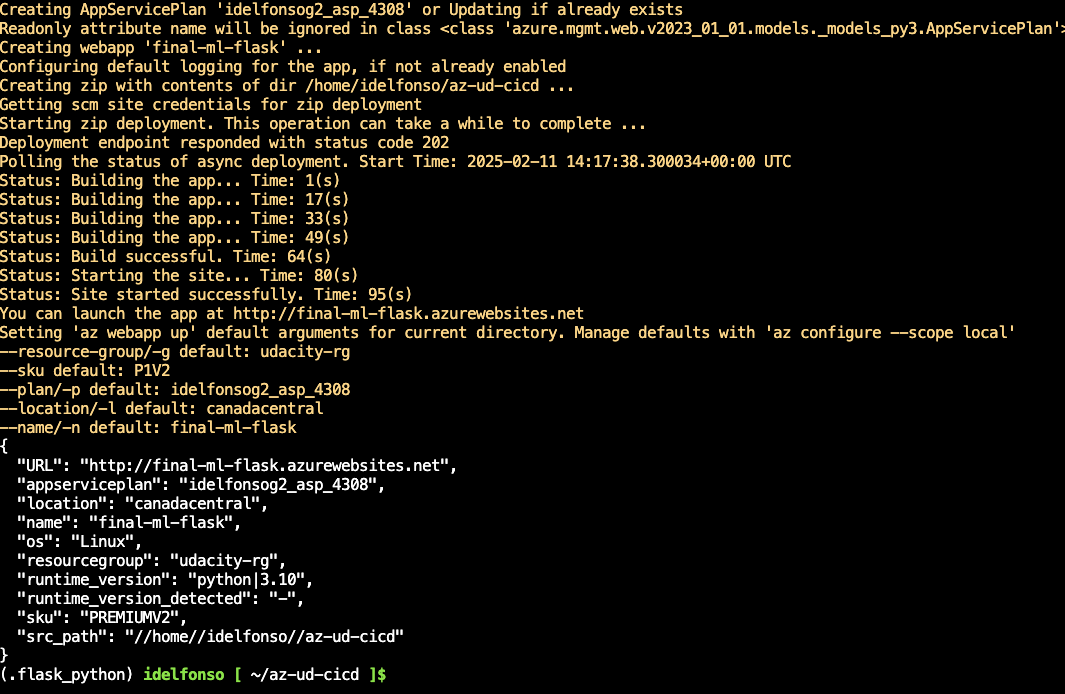 Creating AppServicePlan 'idelfonsog2_asp_4308' or Updating if already exists
Readonly attribute name will be ignored in class <class 'azure.mgmt.web.v2023_01_01.models._models_py3.AppServicePlan'>
Creating webapp 'final-ml-flask' ...
Configuring default logging for the app, if not already enabled
Creating zip with contents of dir /home/idelfonso/az-ud-cicd ...
Getting scm site credentials for zip deployment
Starting zip deployment. This operation can take a while to complete ...
Deployment endpoint responded with status code 202
Polling the status of async deployment. Start Time: 2025-02-11 14:17:38.300034+00:00 UTC
Status: Building the app... Time: 1(s)
Status: Building the app... Time: 17(s)
Status: Building the app... Time: 33(s)
Status: Building the app... Time: 49(s)
Status: Build successful. Time: 64(s)
Status: Starting the site... Time: 80(s)
Status: Site started successfully. Time: 95(s)
You can launch the app at http://final-ml-flask.azurewebsites.net
Setting 'az webapp up' default arguments for current directory. Manage defaults with 'az configure --scope local'
--resource-group/-g default: udacity-rg
--sku default: P1V2
--plan/-p default: idelfonsog2_asp_4308
--location/-l default: canadacentral
--name/-n default: final-ml-flask
{
  "URL": "http://final-ml-flask.azurewebsites.net",
  "appserviceplan": "idelfonsog2_asp_4308",
  "location": "canadacentral",
  "name": "final-ml-flask",
  "os": "Linux",
  "resourcegroup": "udacity-rg",
  "runtime_version": "python|3.10",
  "runtime_version_detected": "-",
  "sku": "PREMIUMV2",
  "src_path": "//home//idelfonso//az-ud-cicd"
}
(.flask_python) idelfonso [ ~/az-ud-cicd ]$